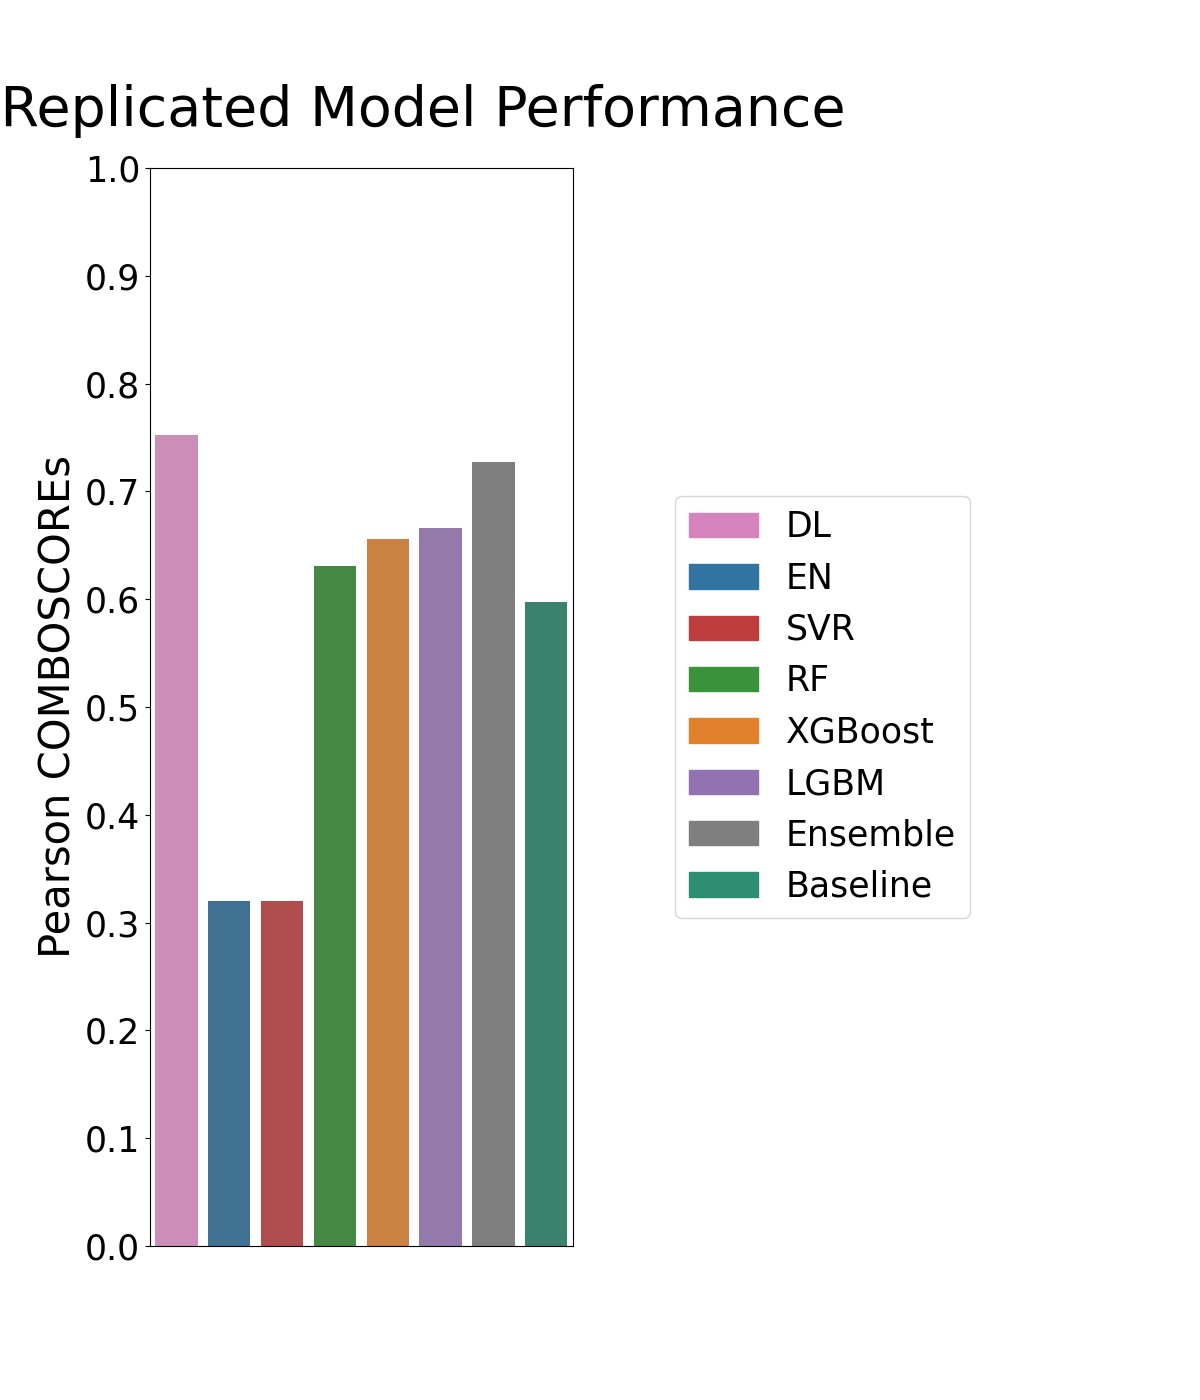 Replicated Model Performance
1.0
0.9
0.8
0.7
0.6
0.5
0.4
0.3
0.2
0.1
0.0
Pearson COMBOSCOREs
DL
EN
SVR
RF
XGBoost
LGBM
Ensemble
Baseline